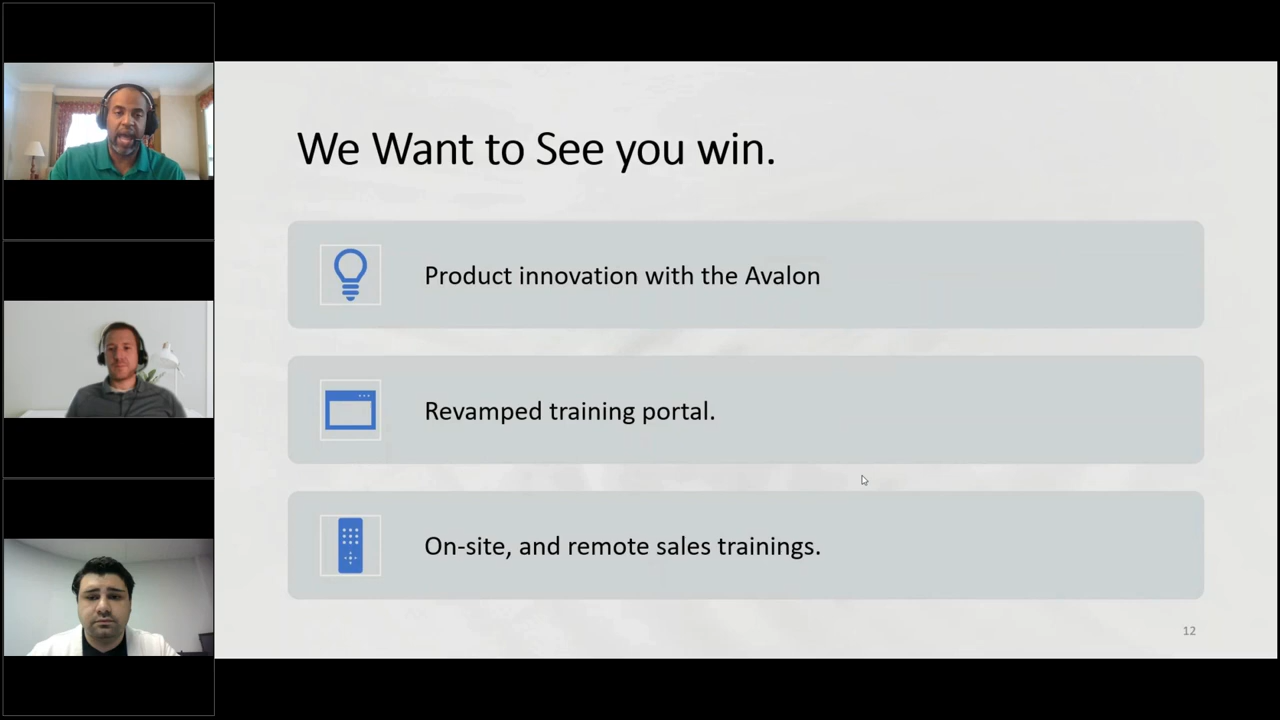 We Want to See you win.
Product innovation with the Avalon
Revamped training portal.
On-site, and remote sales trainings.
12